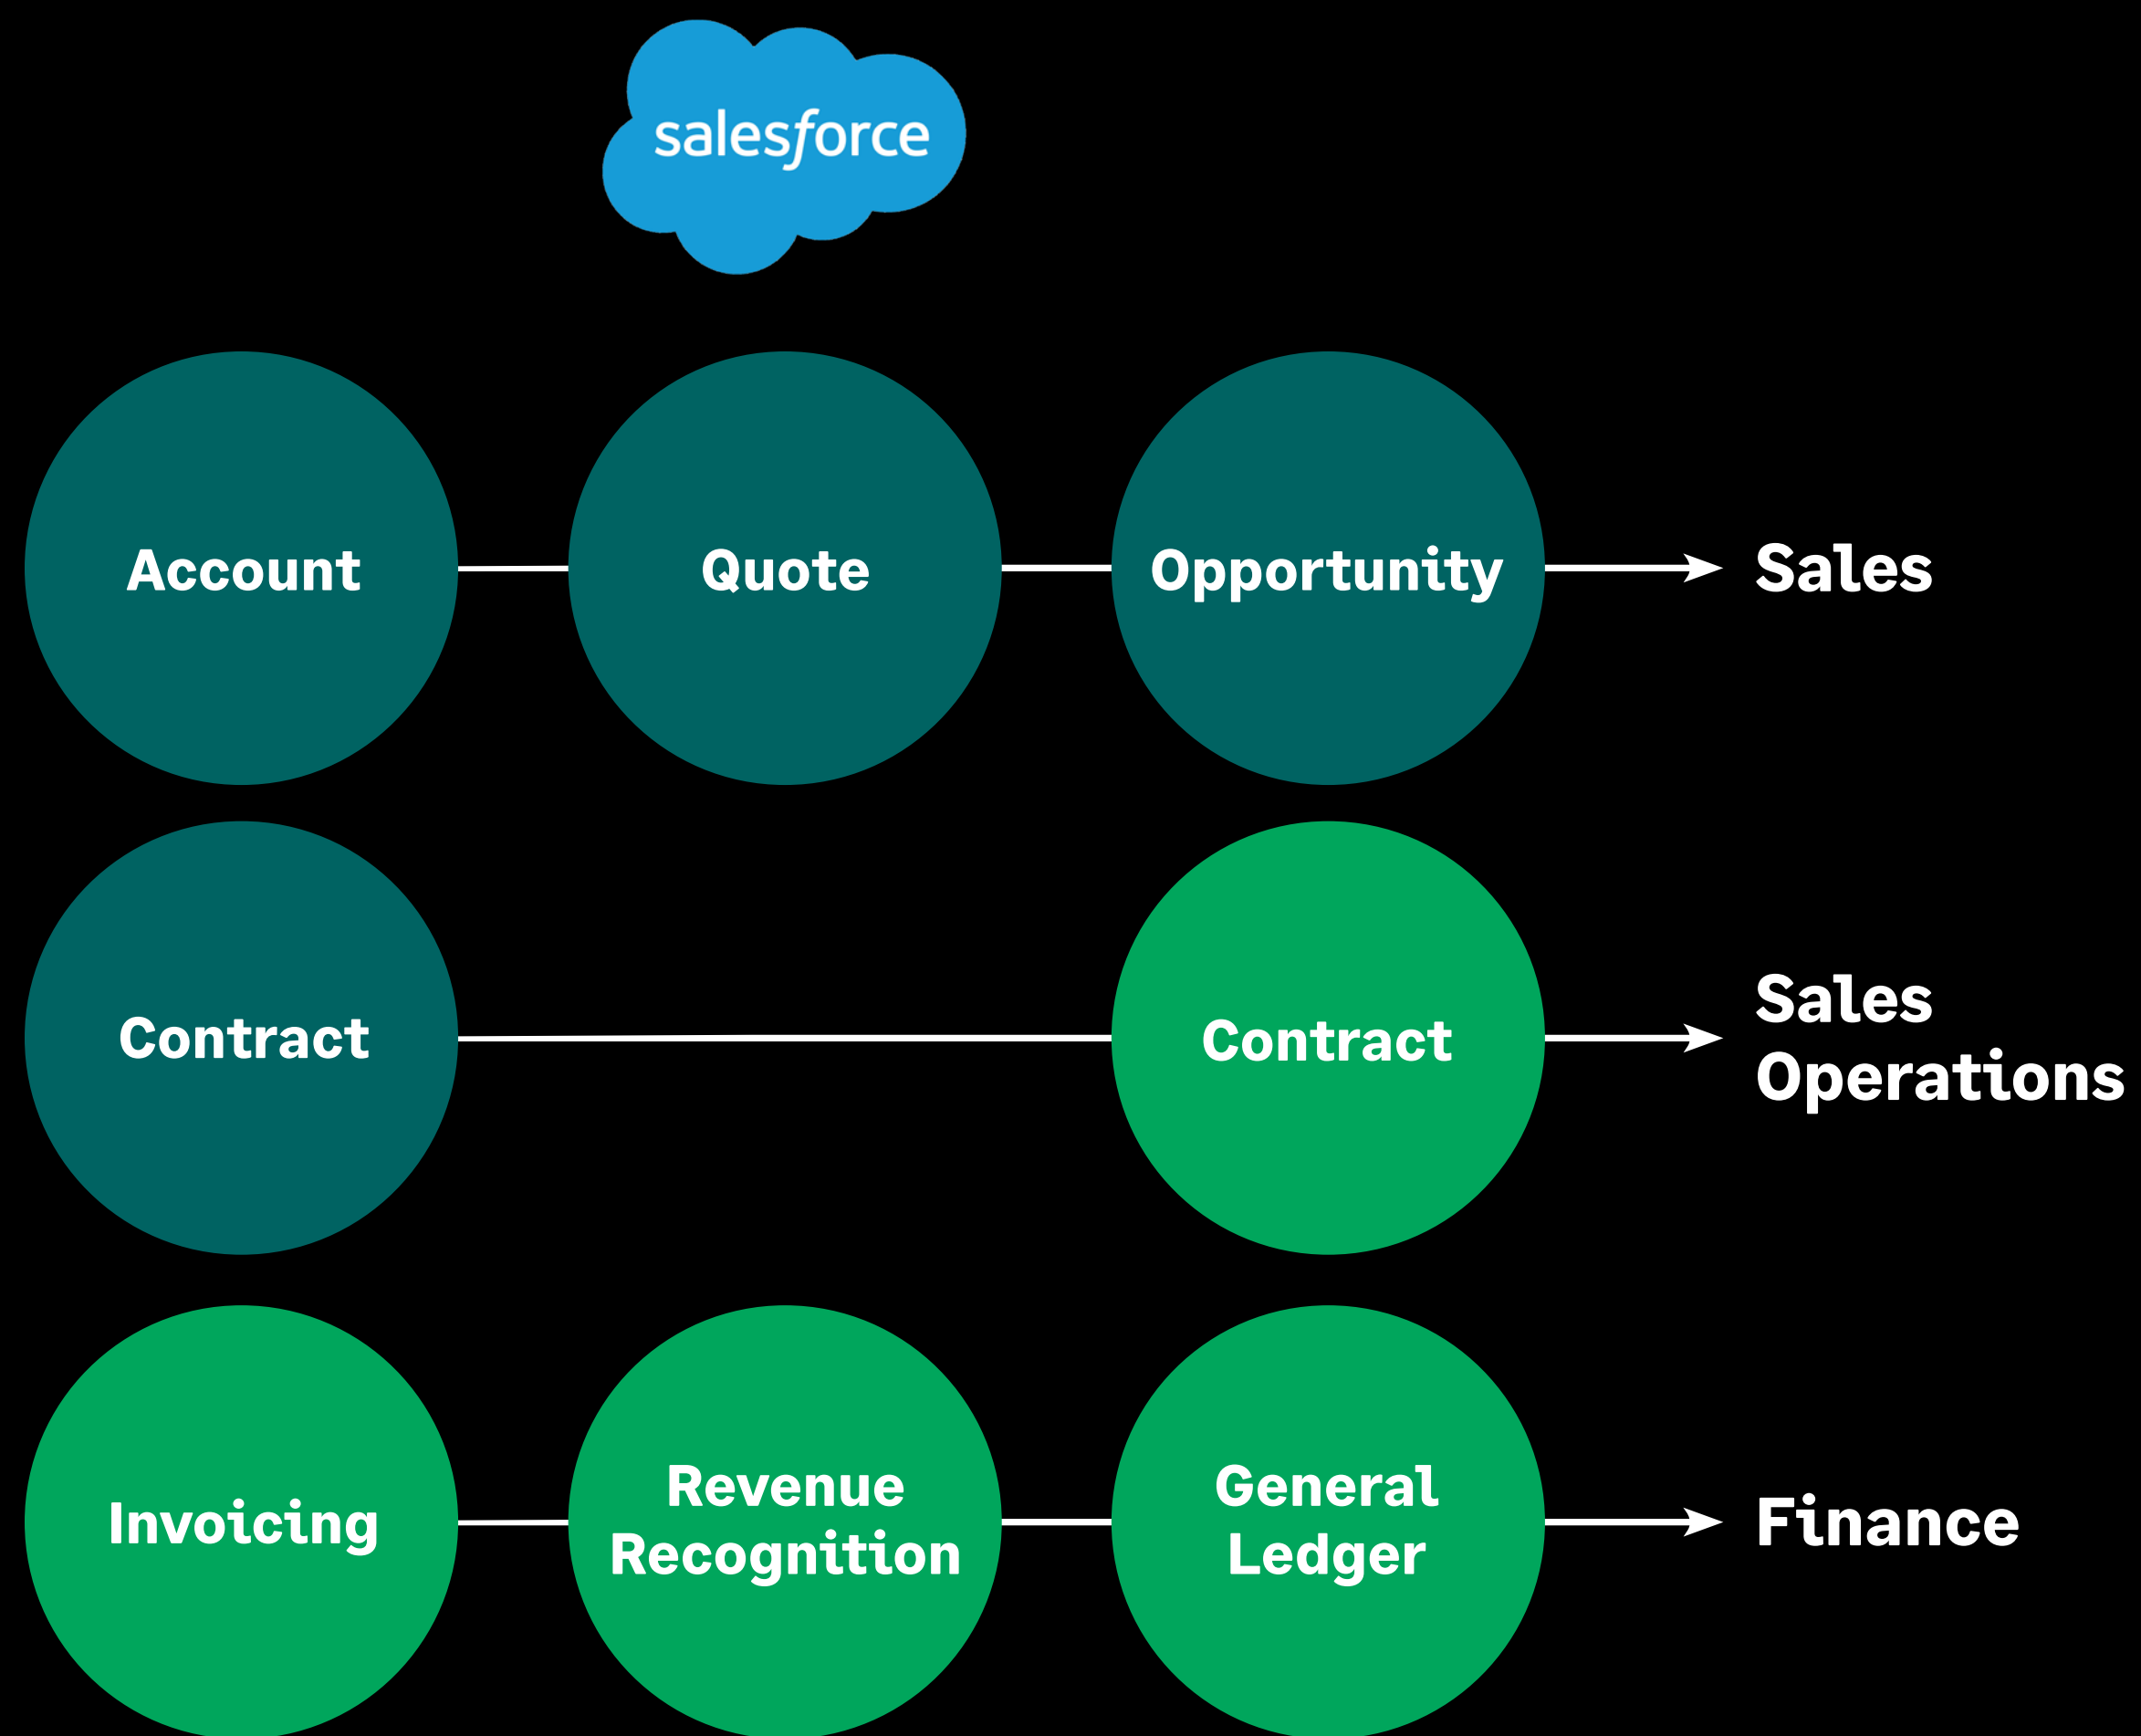 salesforce
Account
Quote
Opportunity
Sales
Contract
Contract
Sales
Operations
Invoicing
Revenue
Recognition
General
Ledger
Finance